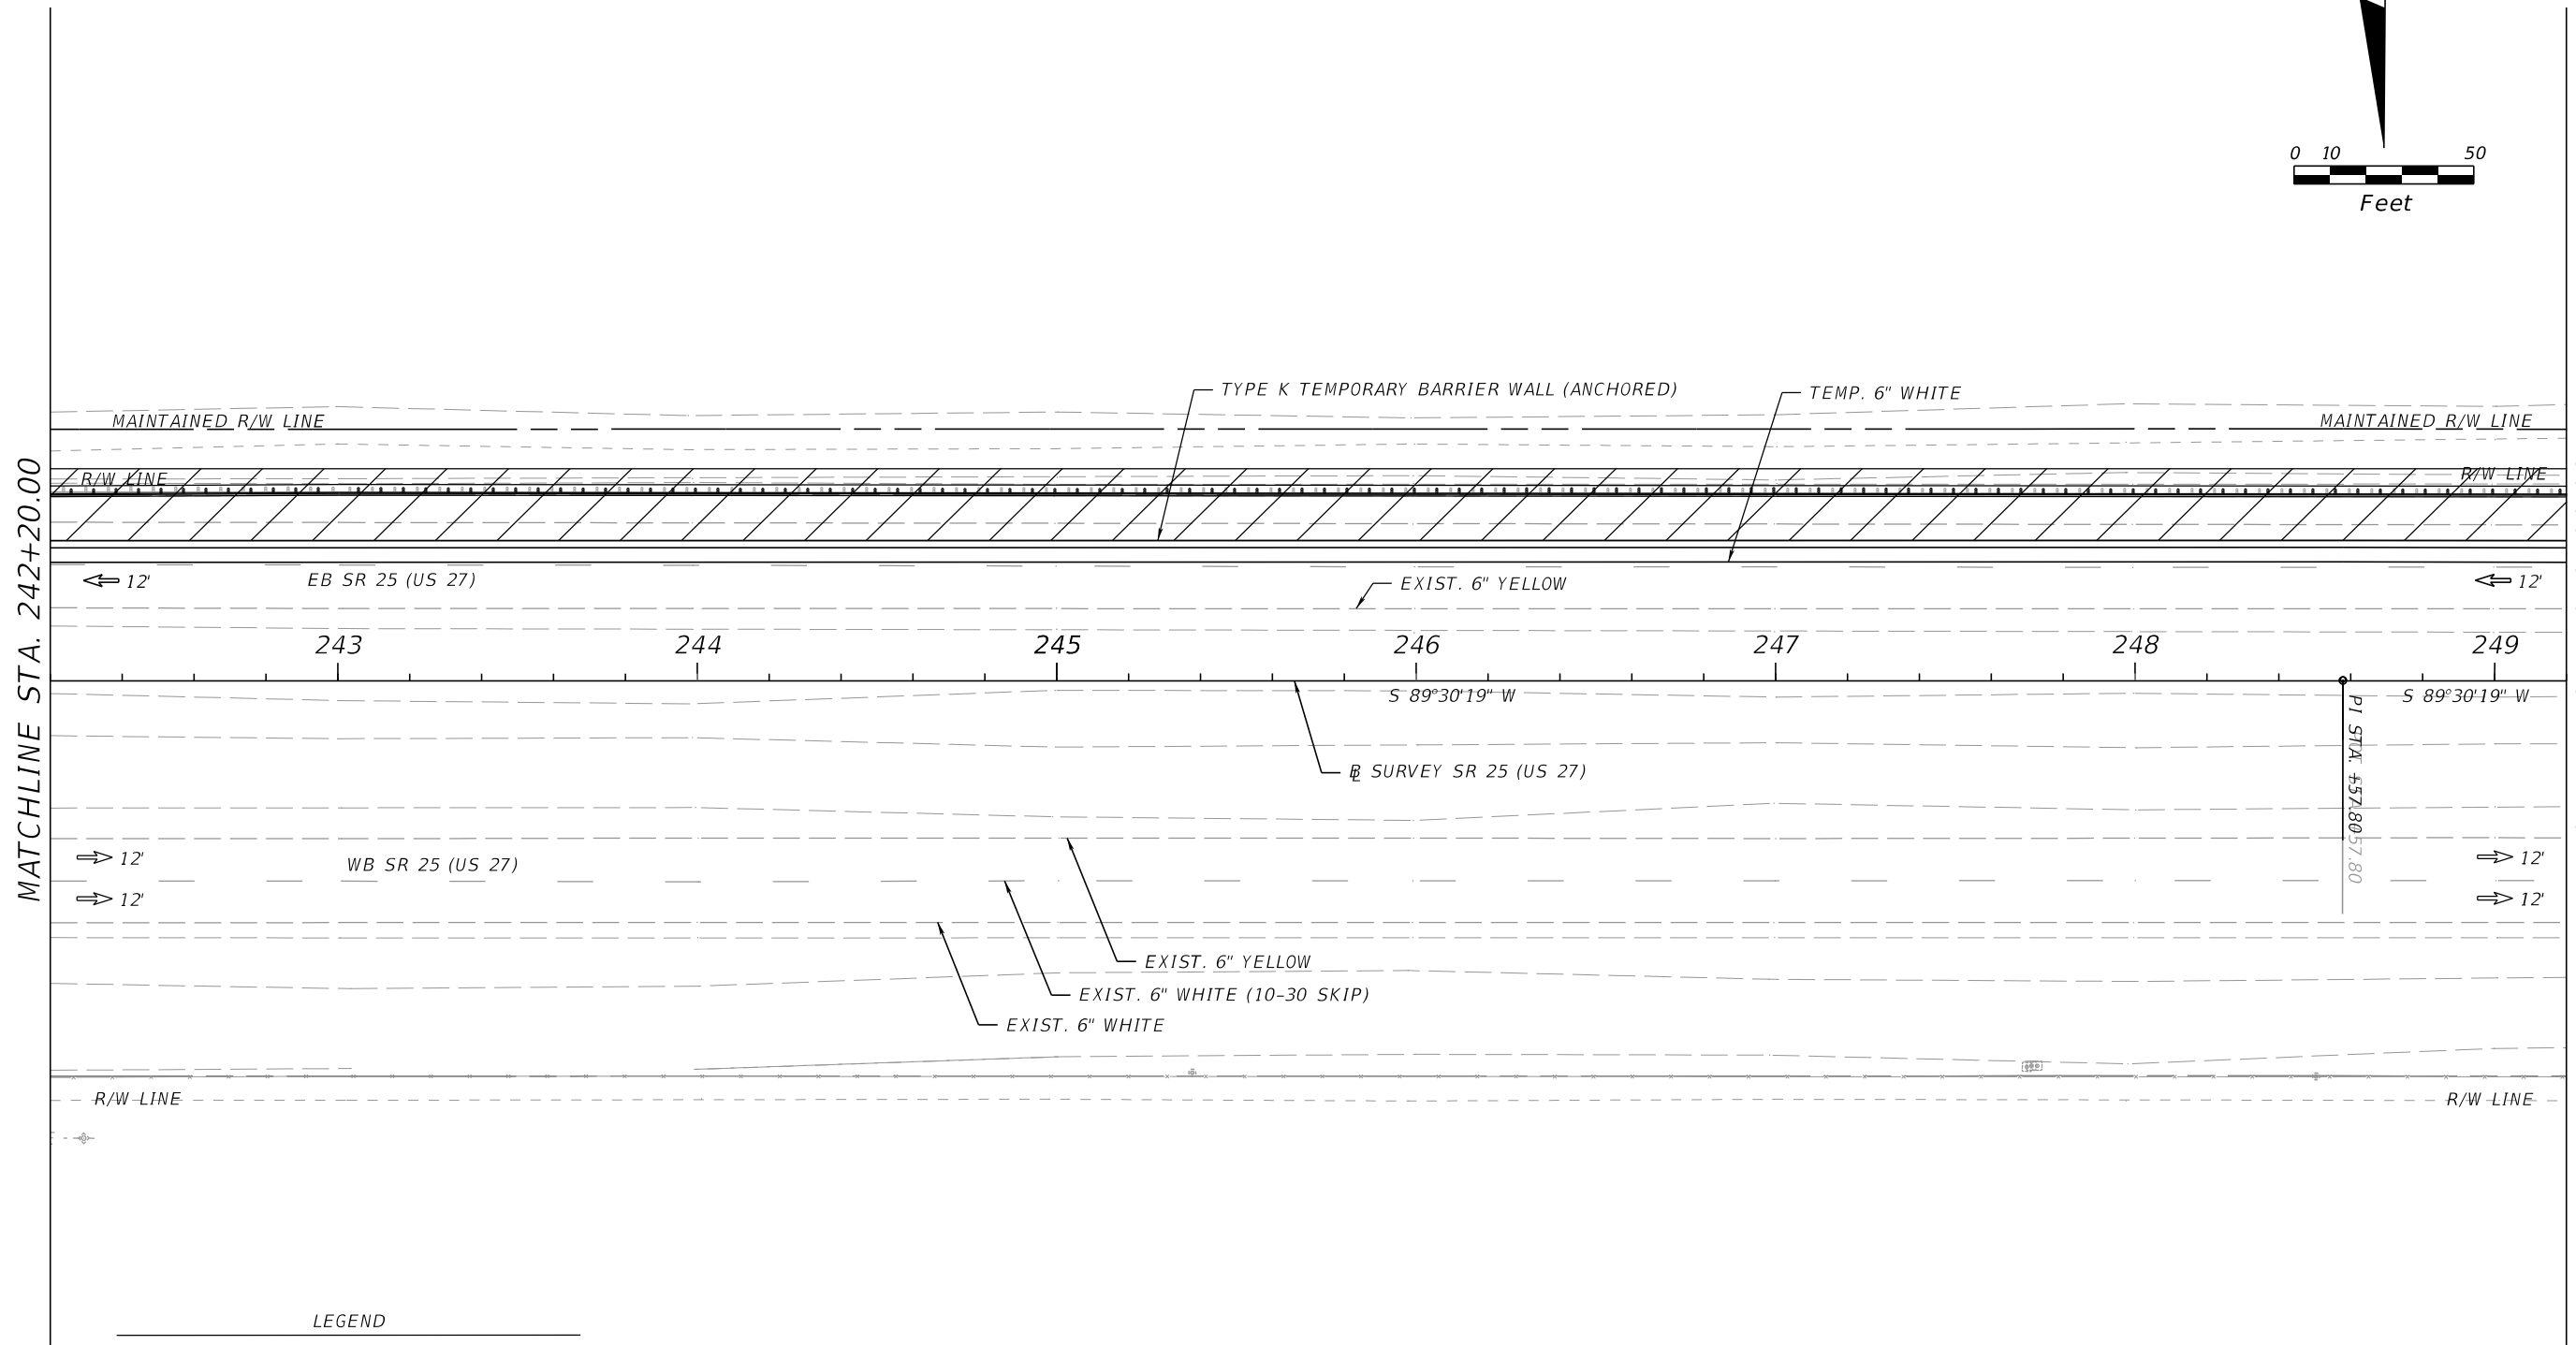 0 10 50
Feet
TYPE K TEMPORARY BARRIER WALL (ANCHORED)
TEMP. 6" WHITE
MAINTAINED R/W LINE
MAINTAINED R/W LINE
R/W LINE
R/W LINE
12'
EB SR 25 (US 27)
EXIST. 6" YELLOW
12'
MATCHLINE STA. 242+20.00
243 244 245 246 247 248 249
S 89°30'19" W
S 89°30'19" W
PI STA. +57.80
℄ SURVEY SR 25 (US 27)
12'
WB SR 25 (US 27)
12'
12'
12'
EXIST. 6" YELLOW
EXIST. 6" WHITE (10-30 SKIP)
EXIST. 6" WHITE
R/W LINE
R/W LINE
LEGEND